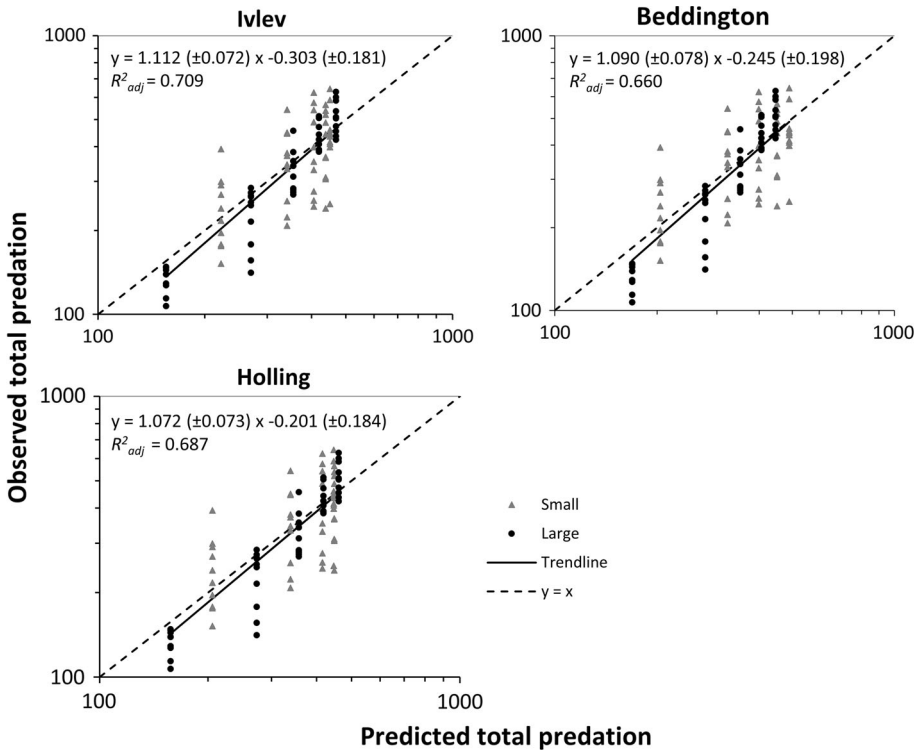 Ivlev
1000
y = 1.112 (±0.072) x -0.303 (±0.181)
R²adj = 0.709
100
100
1000
Beddington
1000
y = 1.090 (±0.078) x -0.245 (±0.198)
R²adj = 0.660
100
100
1000
Observed total predation
Holling
1000
y = 1.072 (±0.073) x -0.201 (±0.184)
R²adj = 0.687
100
100
1000
Small
Large
Trendline
y = x
Predicted total predation